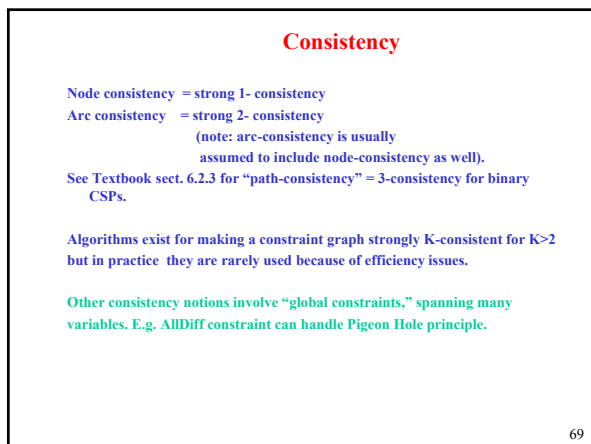 Consistency
Node consistency = strong 1- consistency
Arc consistency = strong 2- consistency
(note: arc-consistency is usually
assumed to include node-consistency as well).
See Textbook sect. 6.2.3 for “path-consistency” = 3-consistency for binary
CSPs.
Algorithms exist for making a constraint graph strongly K-consistent for K>2
but in practice they are rarely used because of efficiency issues.
Other consistency notions involve “global constraints,” spanning many
variables. E.g. AllDiff constraint can handle Pigeon Hole principle.
69